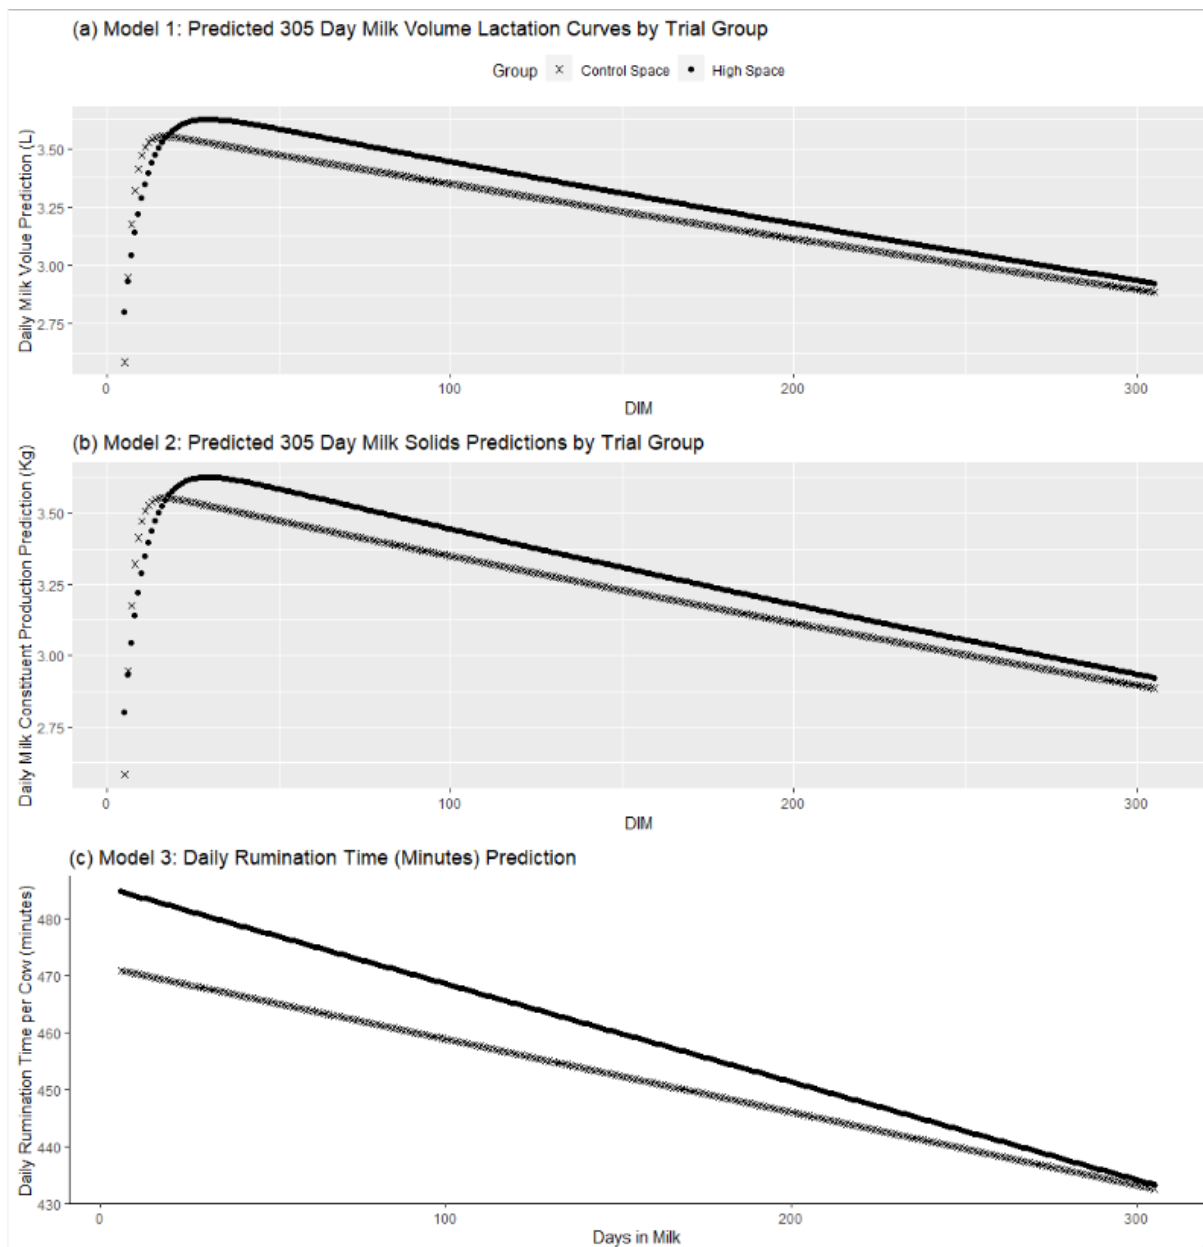 (a) Model 1: Predicted 305 Day Milk Volume Lactation Curves by Trial Group
Group × Control Space • High Space
Daily Milk Volue Prediction (L)
3.50
3.25
3.00
2.75
0 100 200 300
DIM
(b) Model 2: Predicted 305 Day Milk Solids Predictions by Trial Group
Daily Milk Constituent Production Prediction (Kg)
3.50
3.25
3.00
2.75
0 100 200 300
DIM
(c) Model 3: Daily Rumination Time (Minutes) Prediction
Daily Rumination Time per Cow (minutes)
480
470
460
450
440
430
0 100 200 300
Days in Milk